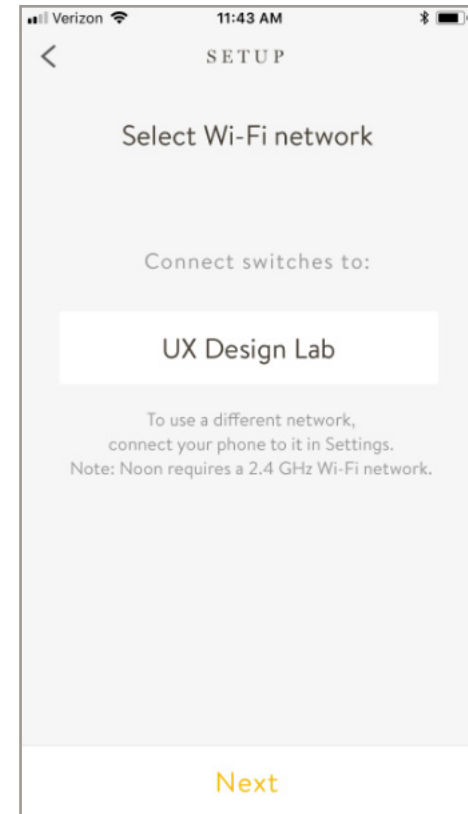 Verizon 11:43 AM
SETUP
Select Wi-Fi network
Connect switches to:
UX Design Lab
To use a different network,
connect your phone to it in Settings.
Note: Noon requires a 2.4 GHz Wi-Fi network.
Next